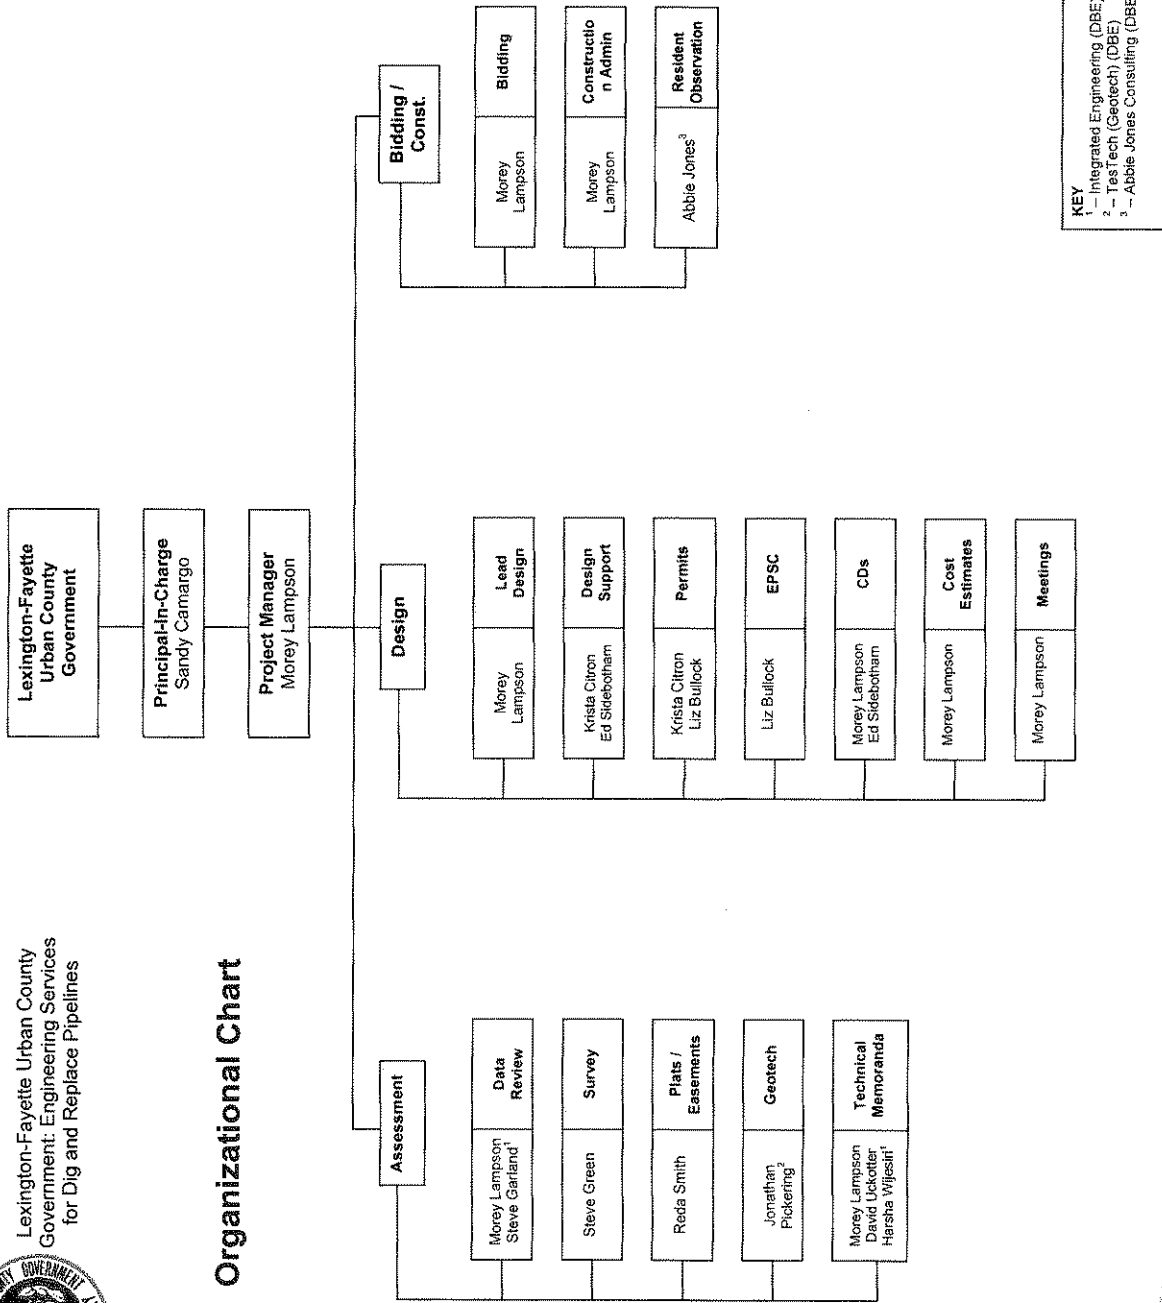 COUNTY GOVERNMENT
Lexington-Fayette Urban County
Government: Engineering Services
for Dig and Replace Pipelines
Organizational Chart
Lexington-Fayette
Urban County
Government
Principal-In-Charge
Sandy Camargo
Project Manager
Morey Lampson
Assessment
Morey Lampson
Steve Garland¹
Data
Review
Steve Green
Survey
Reda Smith
Plats /
Easements
Jonathan
Pickering²
Geotech
Morey Lampson
David Uckotter
Harsha Wijesiri¹
Technical
Memoranda
Design
Morey
Lampson
Lead
Design
Krista Citron
Ed Sidebotham
Design
Support
Krista Citron
Liz Bullock
Permits
Liz Bullock
EPSC
Morey Lampson
Ed Sidebotham
CDs
Morey Lampson
Cost
Estimates
Morey Lampson
Meetings
Bidding /
Const.
Morey
Lampson
Bidding
Morey
Lampson
Constructio
n Admin
Abbie Jones³
Resident
Observation
KEY
¹ – Integrated Engineering (DBE)
² – TesTech (Geotech) (DBE)
³ – Abbie Jones Consulting (DBE